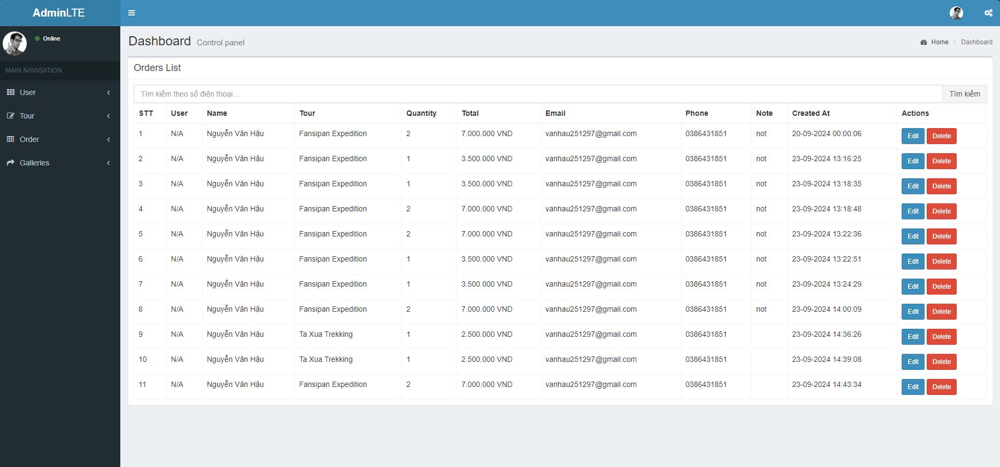 AdminLTE
Online
Dashboard Control panel
Home > Dashboard
MAIN NAVIGATION
User
Tour
Order
Galleries
Orders List
Tìm kiếm theo số điện thoại... Tìm kiếm
STT User Name Tour Quantity Total Email Phone Note Created At Actions
1 N/A Nguyễn Văn Hậu Fansipan Expedition 2 7.000.000 VND vanhau251297@gmail.com 0386431851 not 20-09-2024 00:00:06 Edit Delete
2 N/A Nguyễn Văn Hậu Fansipan Expedition 1 3.500.000 VND vanhau251297@gmail.com 0386431851 not 23-09-2024 13:16:25 Edit Delete
3 N/A Nguyễn Văn Hậu Fansipan Expedition 1 3.500.000 VND vanhau251297@gmail.com 0386431851 not 23-09-2024 13:18:35 Edit Delete
4 N/A Nguyễn Văn Hậu Fansipan Expedition 2 7.000.000 VND vanhau251297@gmail.com 0386431851 not 23-09-2024 13:18:48 Edit Delete
5 N/A Nguyễn Văn Hậu Fansipan Expedition 2 7.000.000 VND vanhau251297@gmail.com 0386431851 not 23-09-2024 13:22:36 Edit Delete
6 N/A Nguyễn Văn Hậu Fansipan Expedition 1 3.500.000 VND vanhau251297@gmail.com 0386431851 not 23-09-2024 13:22:51 Edit Delete
7 N/A Nguyễn Văn Hậu Fansipan Expedition 1 3.500.000 VND vanhau251297@gmail.com 0386431851 not 23-09-2024 13:24:29 Edit Delete
8 N/A Nguyễn Văn Hậu Fansipan Expedition 2 7.000.000 VND vanhau251297@gmail.com 0386431851 not 23-09-2024 14:00:09 Edit Delete
9 N/A Nguyễn Văn Hậu Ta Xua Trekking 1 2.500.000 VND vanhau251297@gmail.com 0386431851 23-09-2024 14:36:26 Edit Delete
10 N/A Nguyễn Văn Hậu Ta Xua Trekking 1 2.500.000 VND vanhau251297@gmail.com 0386431851 23-09-2024 14:39:08 Edit Delete
11 N/A Nguyễn Văn Hậu Fansipan Expedition 2 7.000.000 VND vanhau251297@gmail.com 0386431851 23-09-2024 14:43:34 Edit Delete